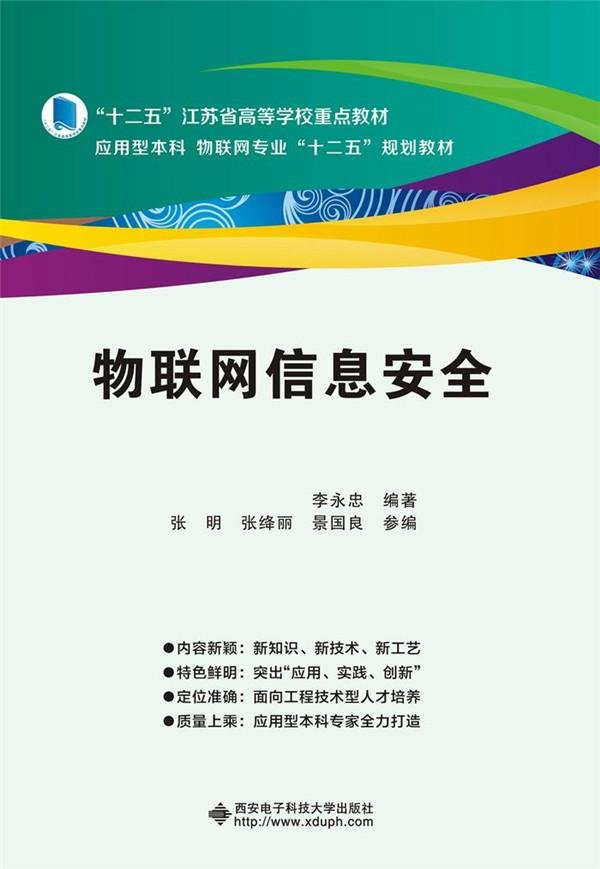 “十二五”江苏省高等学校重点教材
应用型本科 物联网专业“十二五”规划教材
物联网信息安全
李永忠 编著
张 明 张绛丽 景国良 参编
●内容新颖：新知识、新技术、新工艺
●特色鲜明：突出“应用、实践、创新”
●定位准确：面向工程技术型人才培养
●质量上乘：应用型本科专家全力打造
西安电子科技大学出版社
http://www.xduph.com